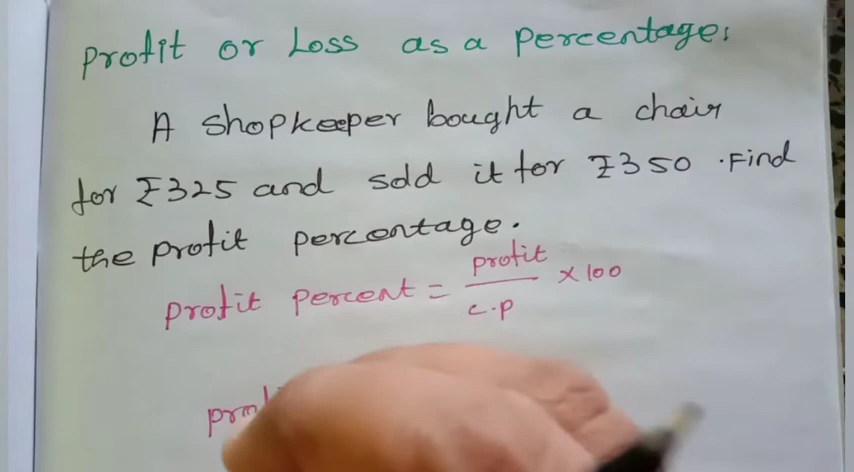 Profit or Loss as a Percentage:
A shopkeeper bought a chair
for ₹325 and sold it for ₹350 . Find
the profit percentage.
profit percent = profit / c.p × 100